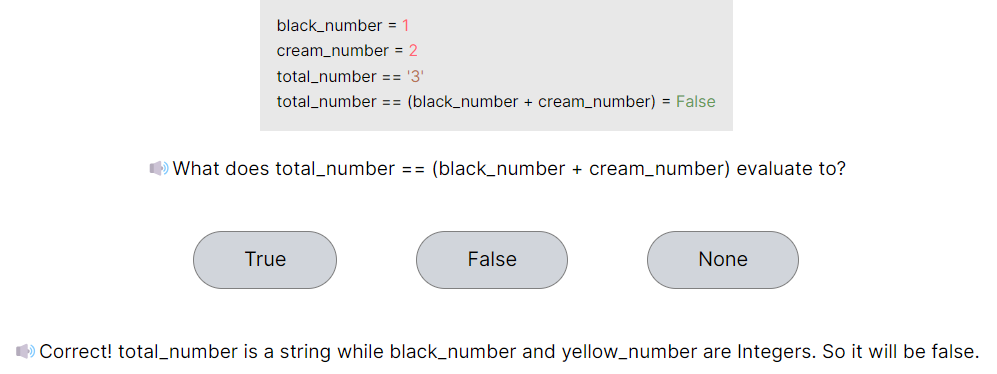 black_number = 1
cream_number = 2
total_number == '3'
total_number == (black_number + cream_number) = False
What does total_number == (black_number + cream_number) evaluate to?
True False None
Correct! total_number is a string while black_number and yellow_number are Integers. So it will be false.